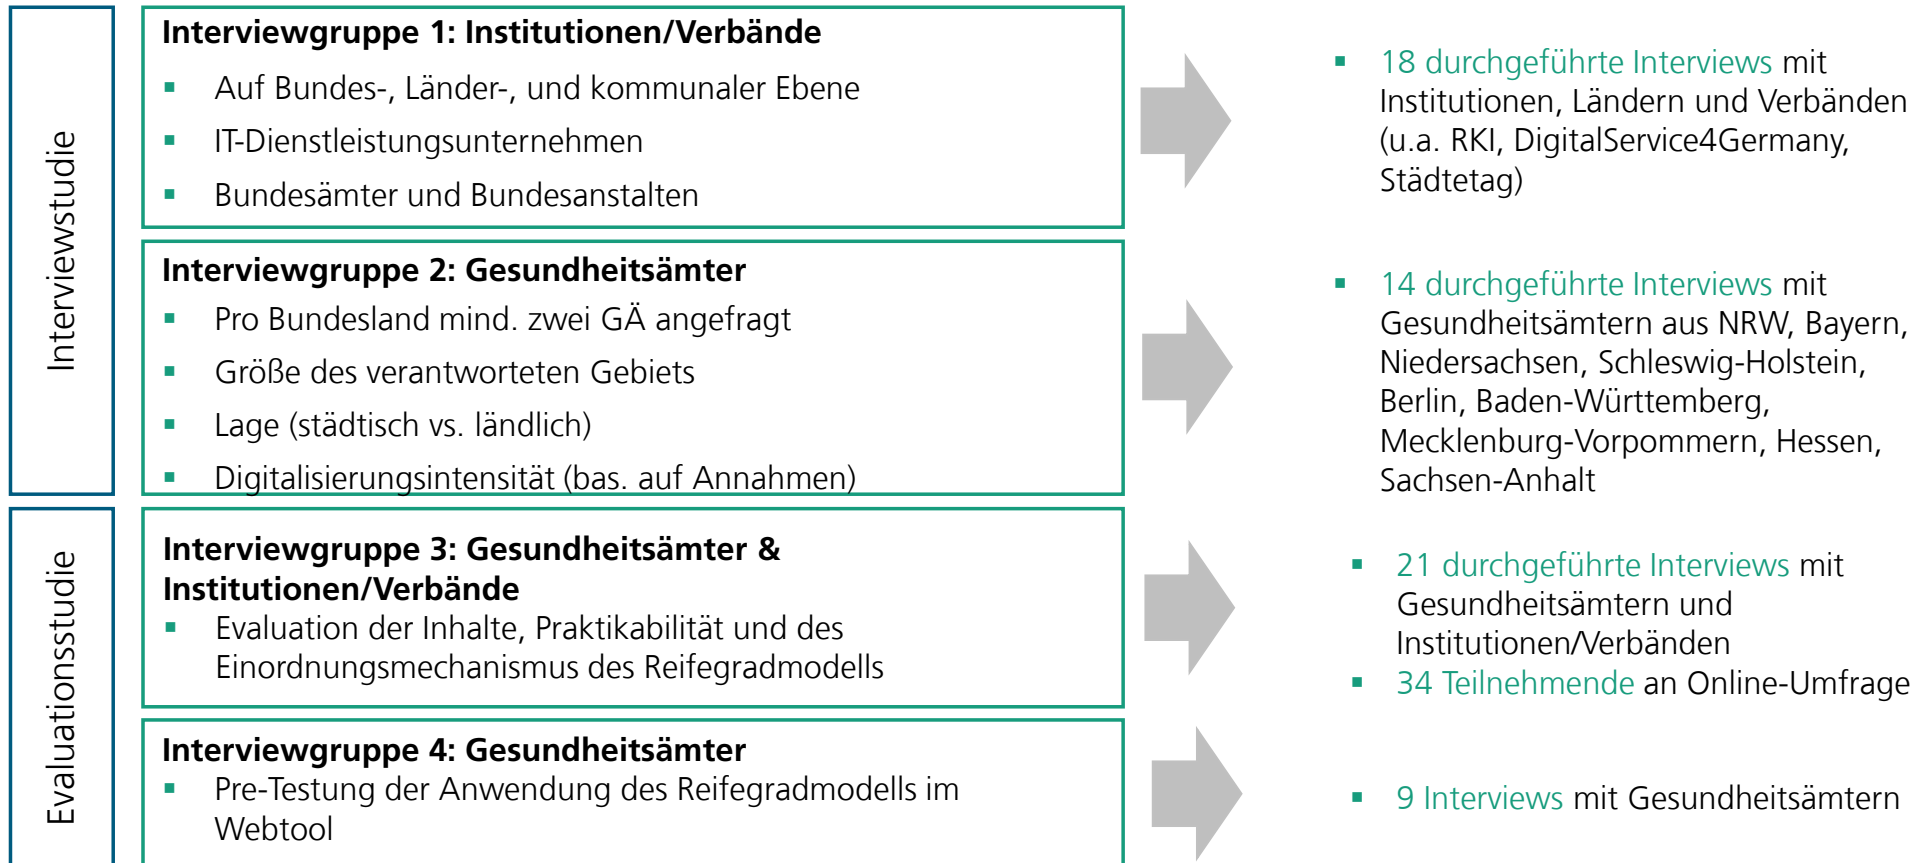 Interviewstudie
Interviewgruppe 1: Institutionen/Verbände
▪ Auf Bundes-, Länder-, und kommunaler Ebene
▪ IT-Dienstleistungsunternehmen
▪ Bundesämter und Bundesanstalten
▪ 18 durchgeführte Interviews mit
Institutionen, Ländern und Verbänden
(u.a. RKI, DigitalService4Germany,
Städtetag)
Interviewgruppe 2: Gesundheitsämter
▪ Pro Bundesland mind. zwei GÄ angefragt
▪ Größe des verantworteten Gebiets
▪ Lage (städtisch vs. ländlich)
▪ Digitalisierungsintensität (bas. auf Annahmen)
▪ 14 durchgeführte Interviews mit
Gesundheitsämtern aus NRW, Bayern,
Niedersachsen, Schleswig-Holstein,
Berlin, Baden-Württemberg,
Mecklenburg-Vorpommern, Hessen,
Sachsen-Anhalt
Evaluationsstudie
Interviewgruppe 3: Gesundheitsämter &
Institutionen/Verbände
▪ Evaluation der Inhalte, Praktikabilität und des
Einordnungsmechanismus des Reifegradmodells
▪ 21 durchgeführte Interviews mit
Gesundheitsämtern und
Institutionen/Verbänden
▪ 34 Teilnehmende an Online-Umfrage
Interviewgruppe 4: Gesundheitsämter
▪ Pre-Testung der Anwendung des Reifegradmodells im
Webtool
▪ 9 Interviews mit Gesundheitsämtern